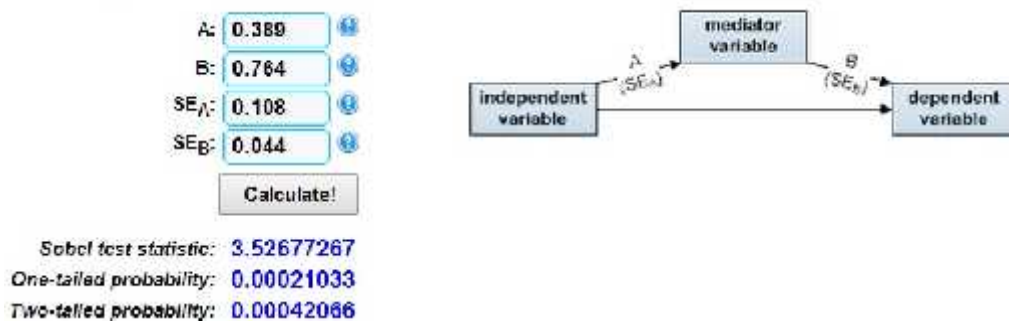 A: 0.389
B: 0.764
SEA: 0.108
SEB: 0.044
Calculate!
Sobel test statistic: 3.52677267
One-tailed probability: 0.00021033
Two-tailed probability: 0.00042066
mediator
variable
A
(SEA)
B
(SEB)
independent
variable
dependent
variable